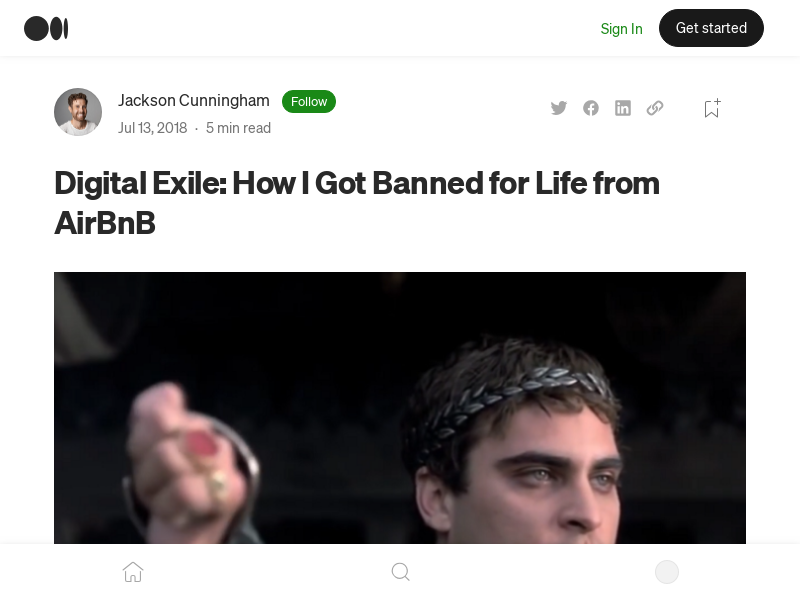 Sign In
Get started
Jackson Cunningham
Follow
Jul 13, 2018 · 5 min read
Digital Exile: How I Got Banned for Life from
AirBnB